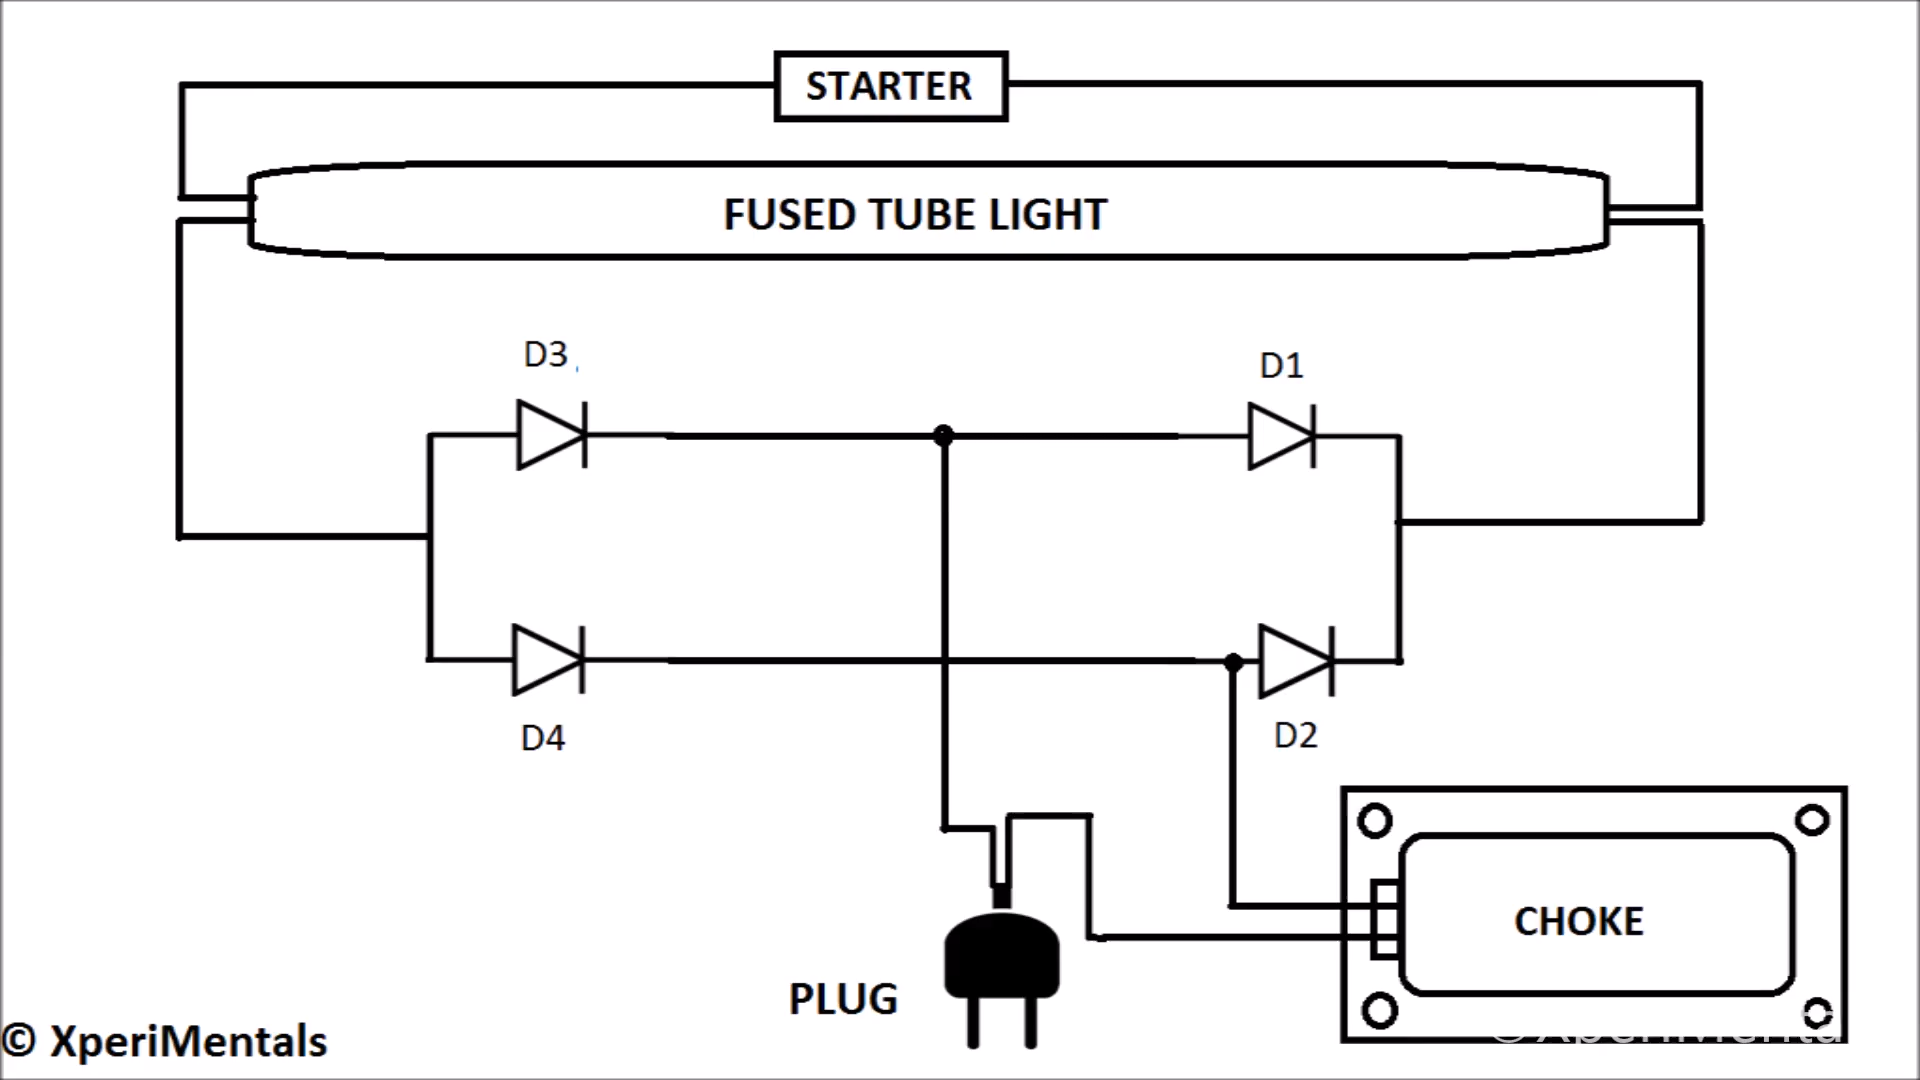 STARTER
FUSED TUBE LIGHT
D3
D1
D4
D2
CHOKE
PLUG
© XperiMentals